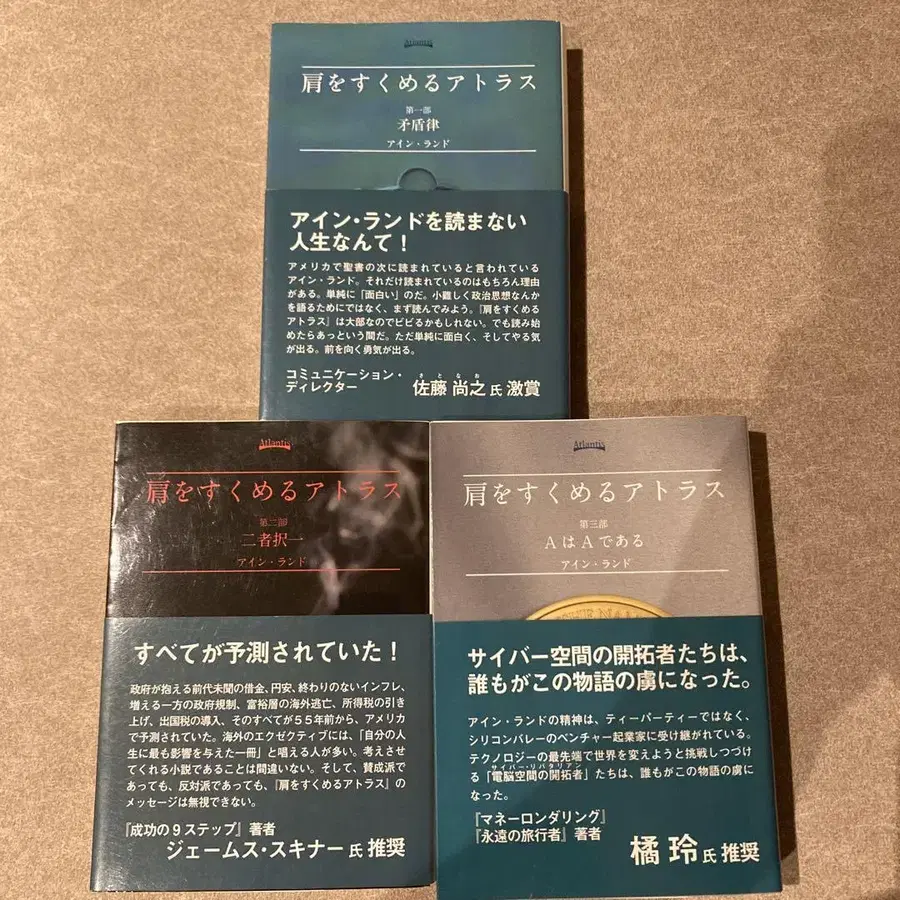 Atlantis
肩をすくめるアトラス
第一部
矛盾律
アイン・ランド
アイン・ランドを読まない
人生なんて！
アメリカで聖書の次に読まれていると言われている
アイン・ランド。それだけ読まれているのはもちろん理由
がある。単純に「面白い」のだ。小難しく政治思想なんか
を語るためにではなく、まず読んでみよう。『肩をすくめる
アトラス』は大部なのでビビるかもしれない。でも読み始
めたらあっという間だ。ただ単純に面白く、そしてやる気
が出る。前を向く勇気が出る。
コミュニケーション・
ディレクター
さとなお
佐藤 尚之 氏 激賞
Atlantis
肩をすくめるアトラス
第二部
二者択一
アイン・ランド
すべてが予測されていた！
政府が抱える前代未聞の借金、円安、終わりのないインフレ、
増える一方の政府規制、富裕層の海外逃亡、所得税の引き
上げ、出国税の導入、そのすべてが５５年前から、アメリカ
で予測されていた。海外のエクゼクティブには、「自分の人
生に最も影響を与えた一冊」と唱える人が多い。考えさせ
てくれる小説であることは間違いない。そして、賛成派で
あっても、反対派であっても、『肩をすくめるアトラス』の
メッセージは無視できない。
『成功の９ステップ』著者
ジェームス・スキナー 氏 推奨
Atlantis
肩をすくめるアトラス
第三部
AはAである
アイン・ランド
サイバー空間の開拓者たちは、
誰もがこの物語の虜になった。
アイン・ランドの精神は、ティーパーティーではなく、
シリコンバレーのベンチャー起業家に受け継がれている。
テクノロジーの最先端で世界を変えようと挑戦しつづけ
サイバー・リバタリアン
る「電脳空間の開拓者」たちは、誰もがこの物語の虜に
なった。
『マネーロンダリング』
『永遠の旅行者』著者
橘 玲 氏 推奨